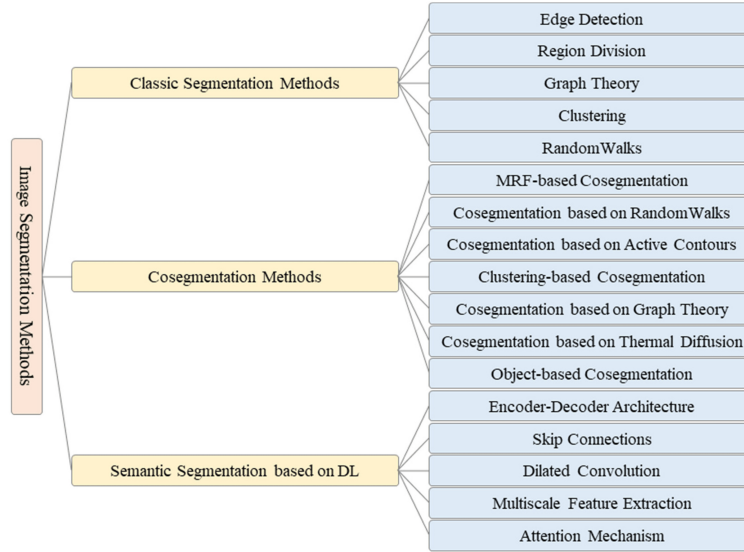 Image Segmentation Methods
Classic Segmentation Methods
Edge Detection
Region Division
Graph Theory
Clustering
RandomWalks
Cosegmentation Methods
MRF-based Cosegmentation
Cosegmentation based on RandomWalks
Cosegmentation based on Active Contours
Clustering-based Cosegmentation
Cosegmentation based on Graph Theory
Cosegmentation based on Thermal Diffusion
Object-based Cosegmentation
Semantic Segmentation based on DL
Encoder-Decoder Architecture
Skip Connections
Dilated Convolution
Multiscale Feature Extraction
Attention Mechanism